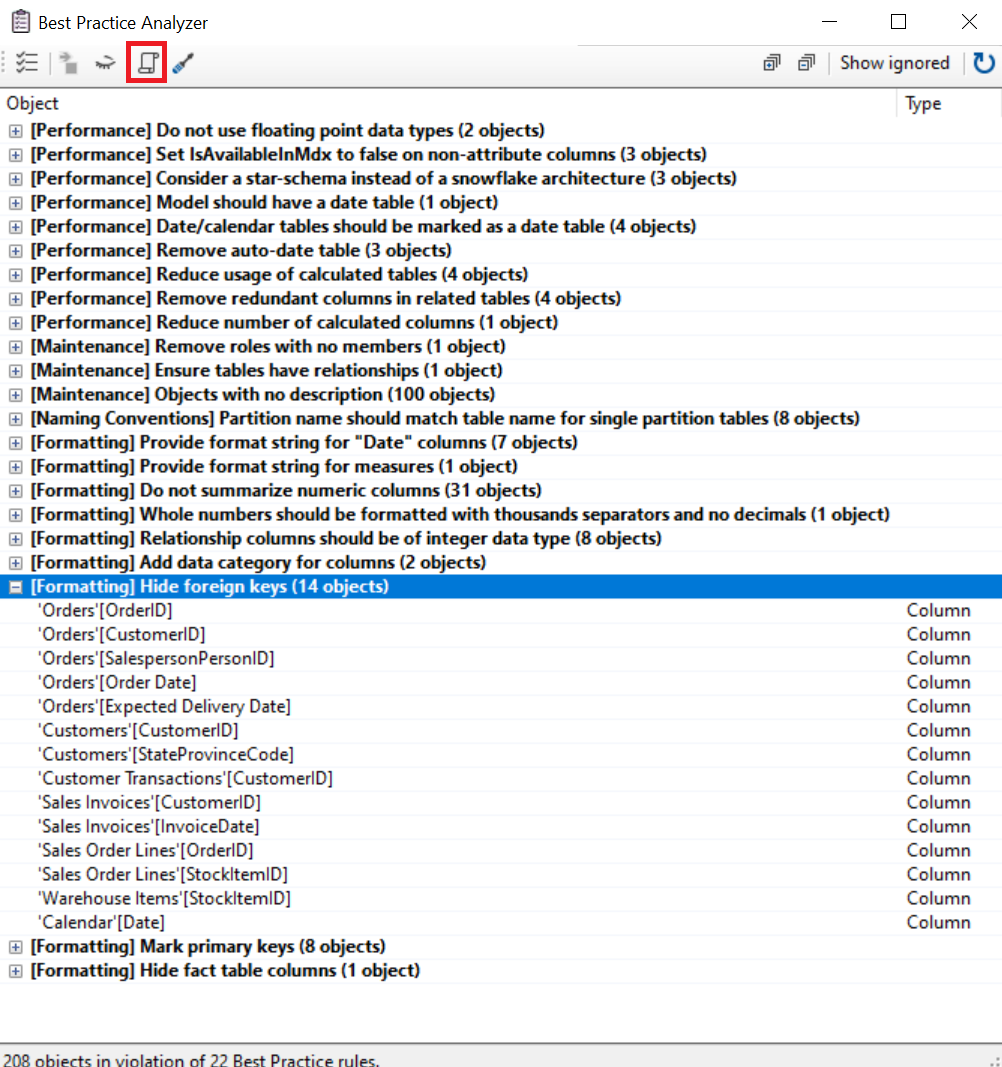 Best Practice Analyzer
Show ignored
Object Type
[Performance] Do not use floating point data types (2 objects)
[Performance] Set IsAvailableInMdx to false on non-attribute columns (3 objects)
[Performance] Consider a star-schema instead of a snowflake architecture (3 objects)
[Performance] Model should have a date table (1 object)
[Performance] Date/calendar tables should be marked as a date table (4 objects)
[Performance] Remove auto-date table (3 objects)
[Performance] Reduce usage of calculated tables (4 objects)
[Performance] Remove redundant columns in related tables (4 objects)
[Performance] Reduce number of calculated columns (1 object)
[Maintenance] Remove roles with no members (1 object)
[Maintenance] Ensure tables have relationships (1 object)
[Maintenance] Objects with no description (100 objects)
[Naming Conventions] Partition name should match table name for single partition tables (8 objects)
[Formatting] Provide format string for "Date" columns (7 objects)
[Formatting] Provide format string for measures (1 object)
[Formatting] Do not summarize numeric columns (31 objects)
[Formatting] Whole numbers should be formatted with thousands separators and no decimals (1 object)
[Formatting] Relationship columns should be of integer data type (8 objects)
[Formatting] Add data category for columns (2 objects)
[Formatting] Hide foreign keys (14 objects)
'Orders'[OrderID] Column
'Orders'[CustomerID] Column
'Orders'[SalespersonPersonID] Column
'Orders'[Order Date] Column
'Orders'[Expected Delivery Date] Column
'Customers'[CustomerID] Column
'Customers'[StateProvinceCode] Column
'Customer Transactions'[CustomerID] Column
'Sales Invoices'[CustomerID] Column
'Sales Invoices'[InvoiceDate] Column
'Sales Order Lines'[OrderID] Column
'Sales Order Lines'[StockItemID] Column
'Warehouse Items'[StockItemID] Column
'Calendar'[Date] Column
[Formatting] Mark primary keys (8 objects)
[Formatting] Hide fact table columns (1 object)
208 objects in violation of 22 Best Practice rules.